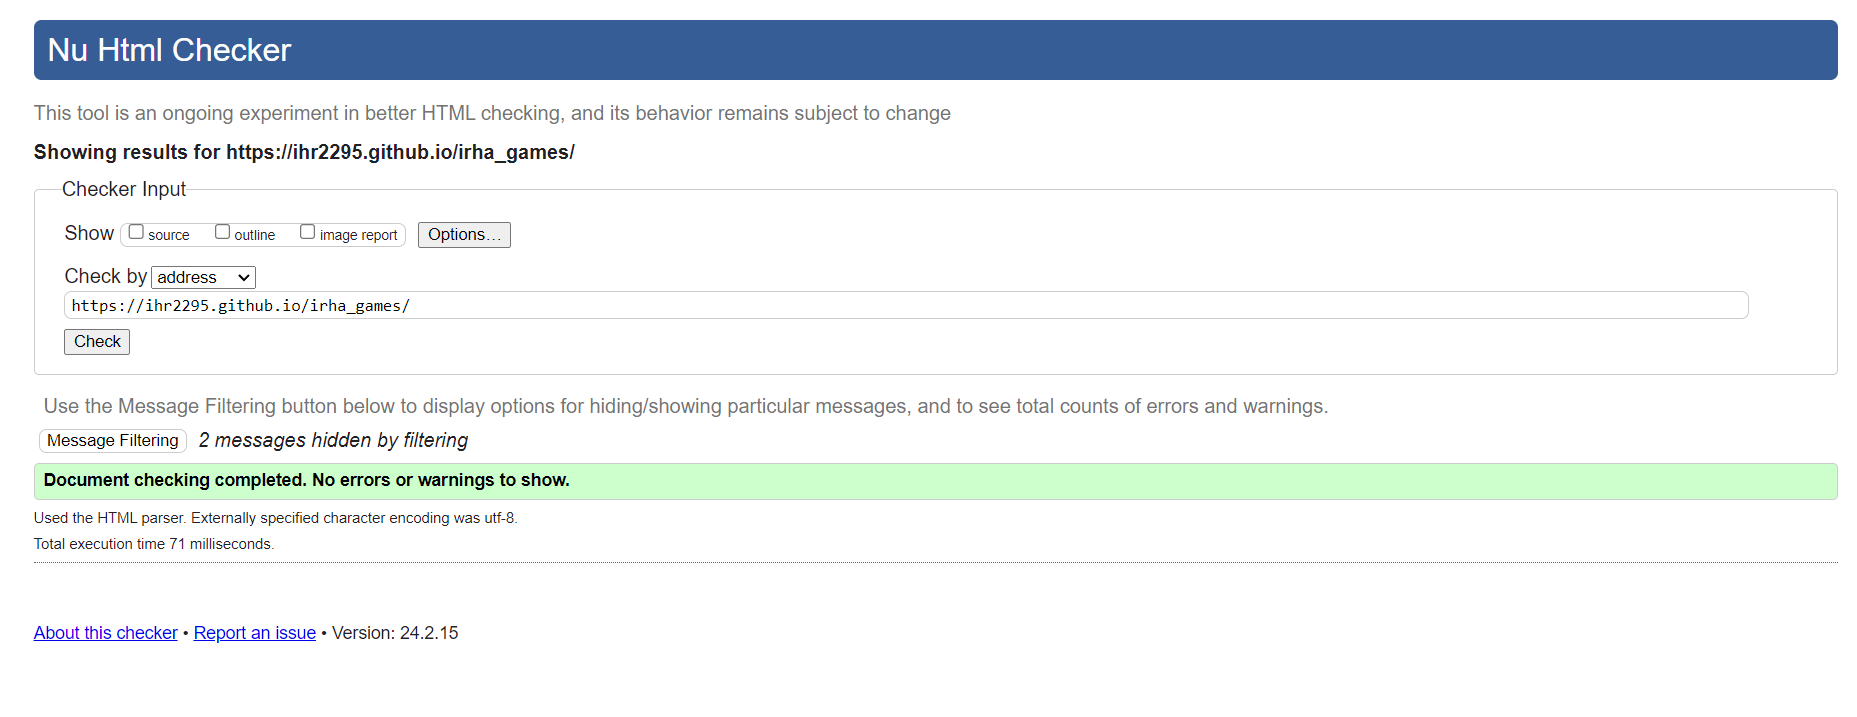 Nu Html Checker
This tool is an ongoing experiment in better HTML checking, and its behavior remains subject to change
Showing results for https://ihr2295.github.io/irha_games/
Checker Input
Show source outline image report Options...
Check by address
https://ihr2295.github.io/irha_games/
Check
Use the Message Filtering button below to display options for hiding/showing particular messages, and to see total counts of errors and warnings.
Message Filtering 2 messages hidden by filtering
Document checking completed. No errors or warnings to show.
Used the HTML parser. Externally specified character encoding was utf-8.
Total execution time 71 milliseconds.
About this checker • Report an issue • Version: 24.2.15